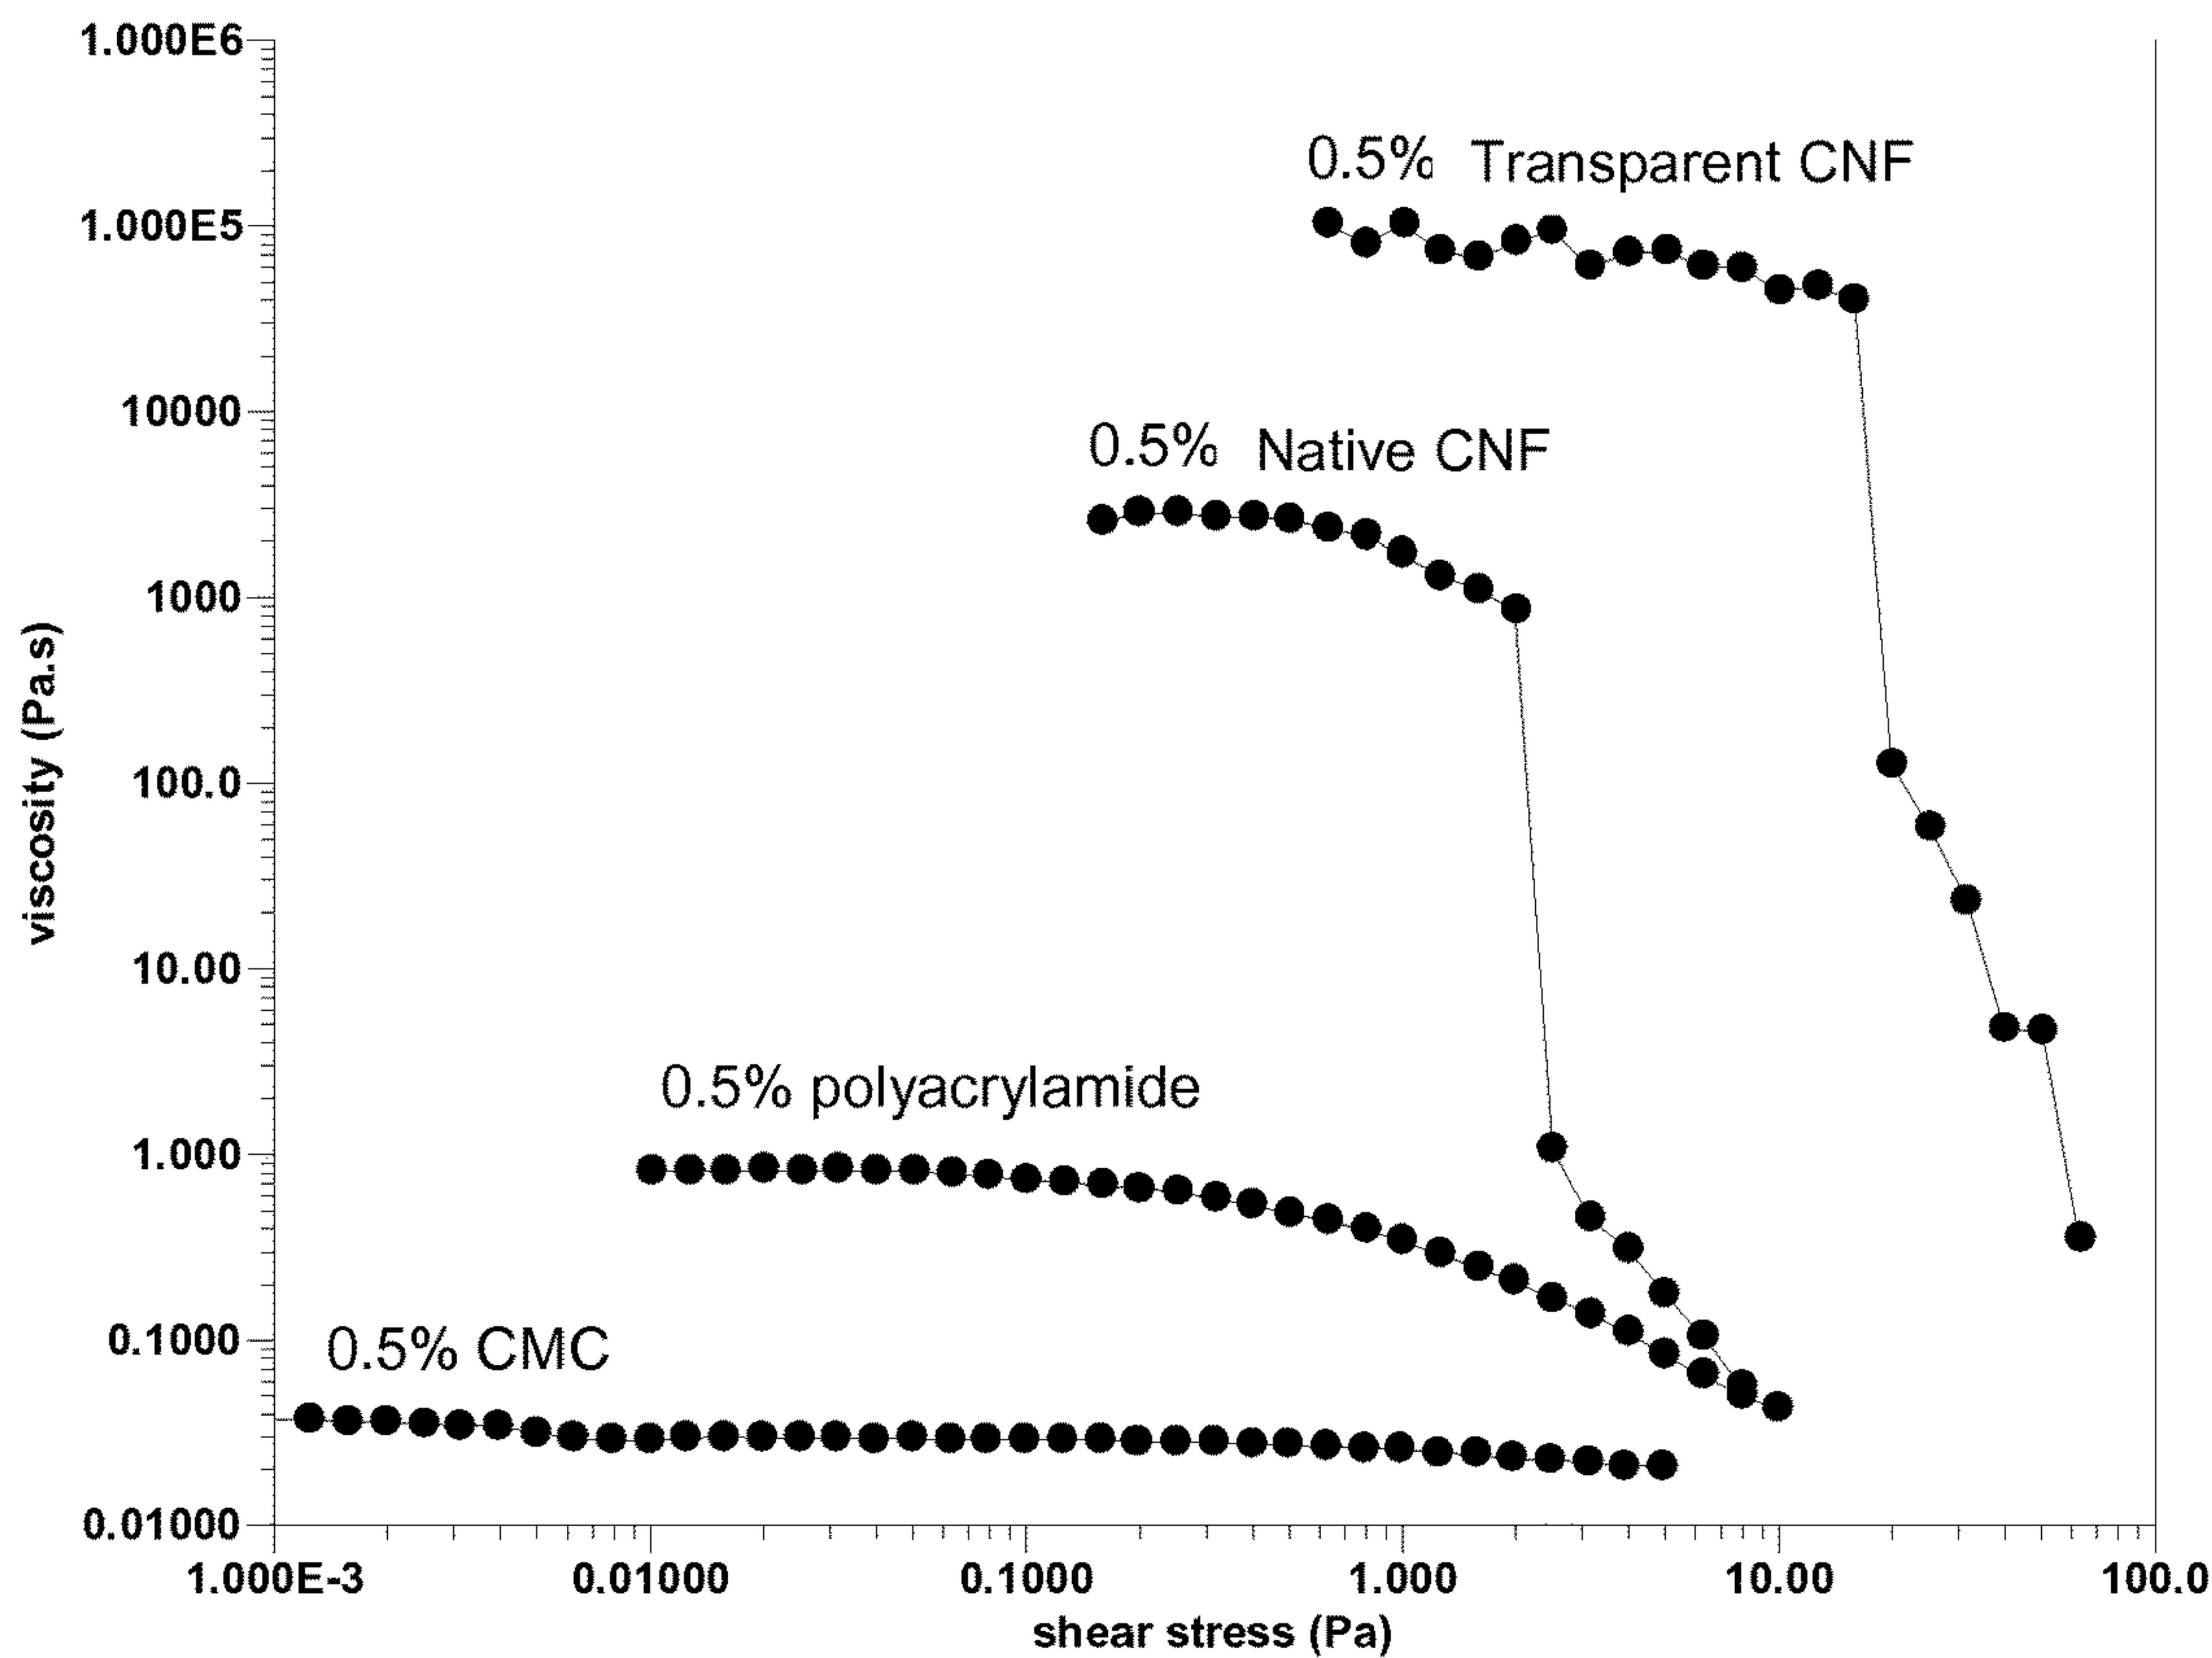 1.000E6
0.5% Transparent CNF
1.000E5
10000
0.5% Native CNF
1000
viscosity (Pa.s)
100.0
10.00
0.5% polyacrylamide
1.000
0.1000
0.5% CMC
0.01000
1.000E-3 0.01000 0.1000 1.000 10.00 100.0
shear stress (Pa)